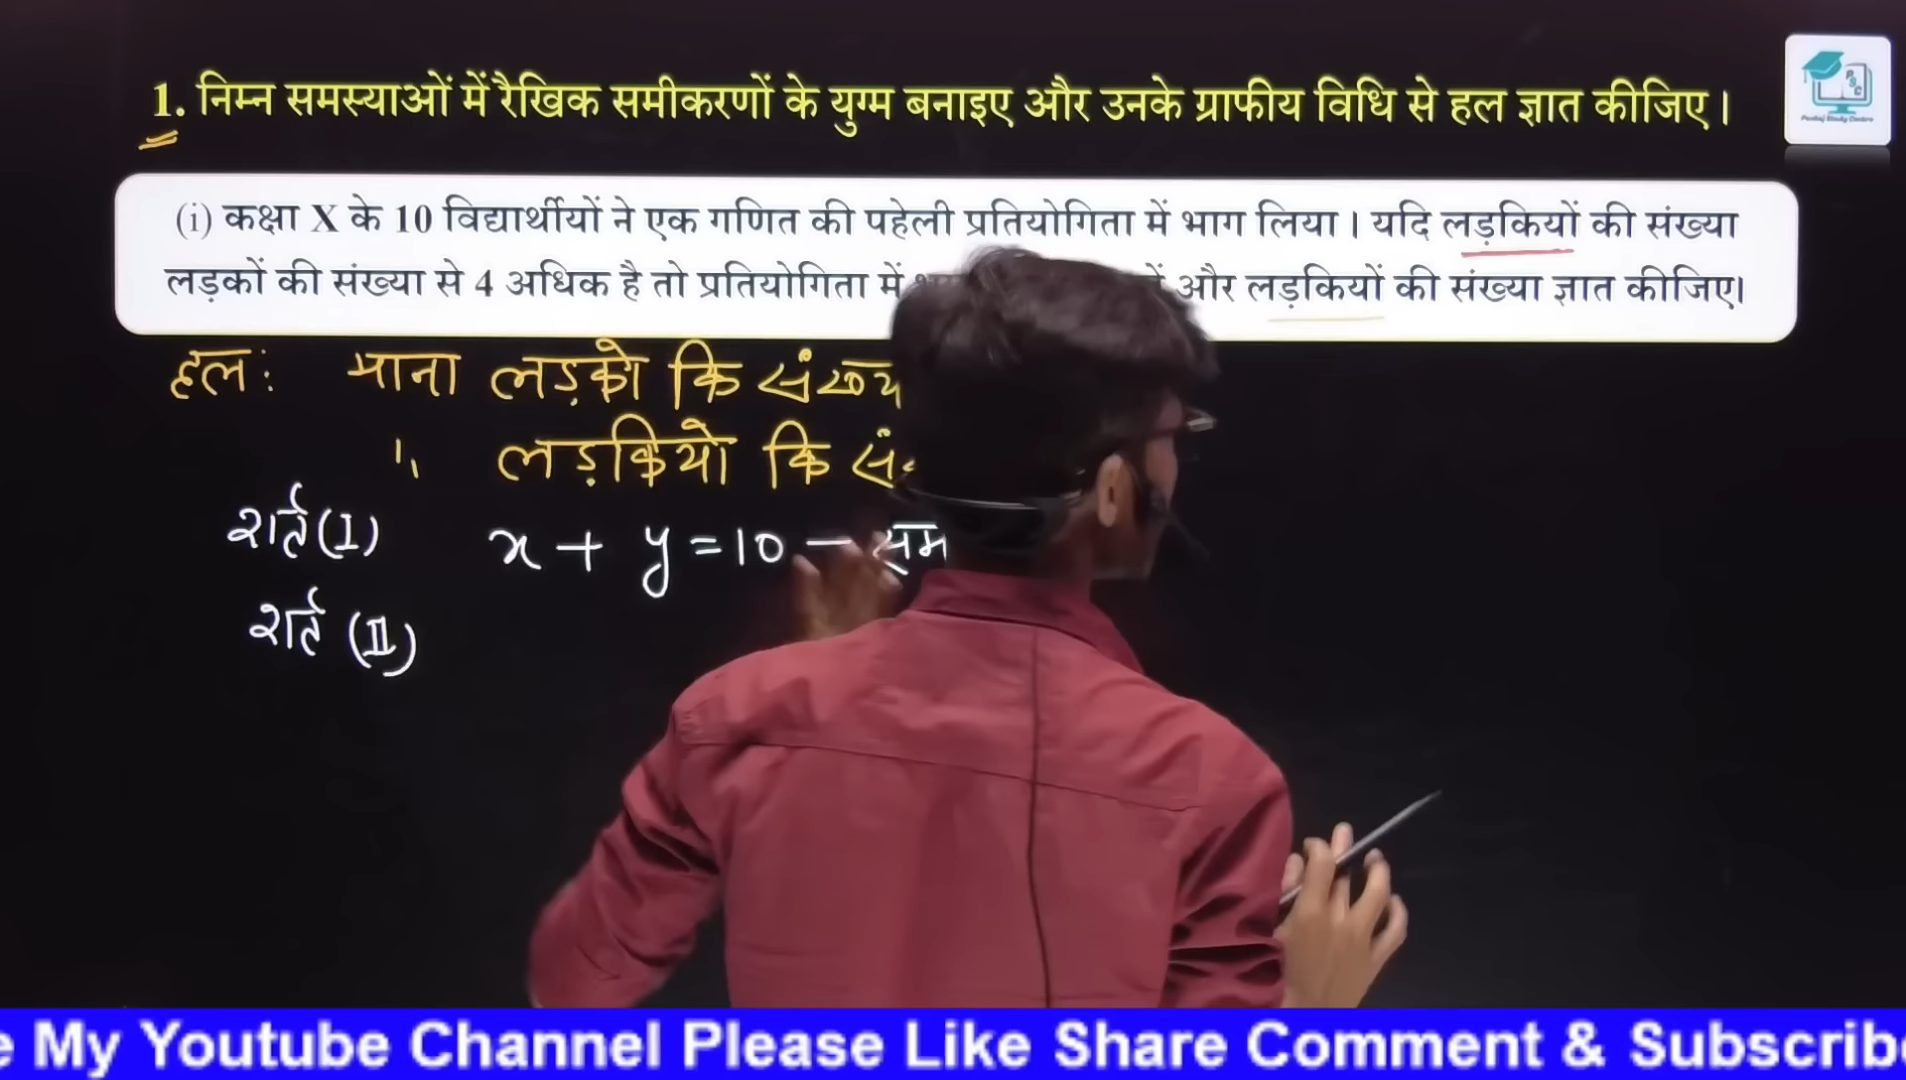 1. निम्न समस्याओं में रैखिक समीकरणों के युग्म बनाइए और उनके ग्राफीय विधि से हल ज्ञात कीजिए।
(i) कक्षा X के 10 विद्यार्थीयों ने एक गणित की पहेली प्रतियोगिता में भाग लिया। यदि लड़कियों की संख्या
लड़कों की संख्या से 4 अधिक है तो प्रतियोगिता में और लड़कियों की संख्या ज्ञात कीजिए।
हल: माना लड़को कि संख्य
लड़कियो कि सं
शर्त (I) x + y = 10 – सम
शर्त (II)
e My Youtube Channel Please Like Share Comment & Subscribe